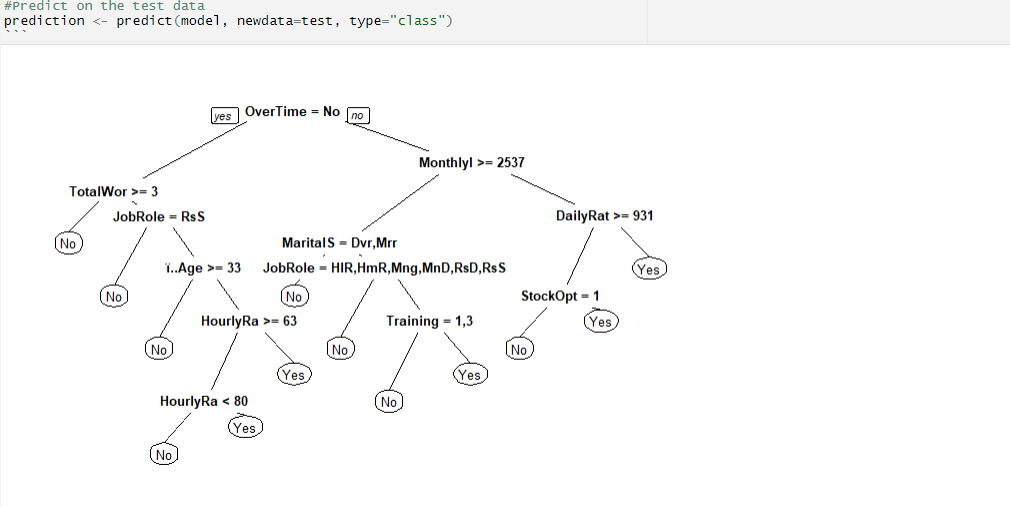 #Predict on the test data
prediction <- predict(model, newdata=test, type="class")
```
yes OverTime = No no
MonthlyI >= 2537
TotalWor >= 3
JobRole = RsS
DailyRat >= 931
No
MaritalS = Dvr,Mrr
ï..Age >= 33
JobRole = HIR,HmR,Mng,MnD,RsD,RsS
Yes
No
No
StockOpt = 1
HourlyRa >= 63
Training = 1,3
Yes
No
No
No
Yes
Yes
HourlyRa < 80
No
Yes
No